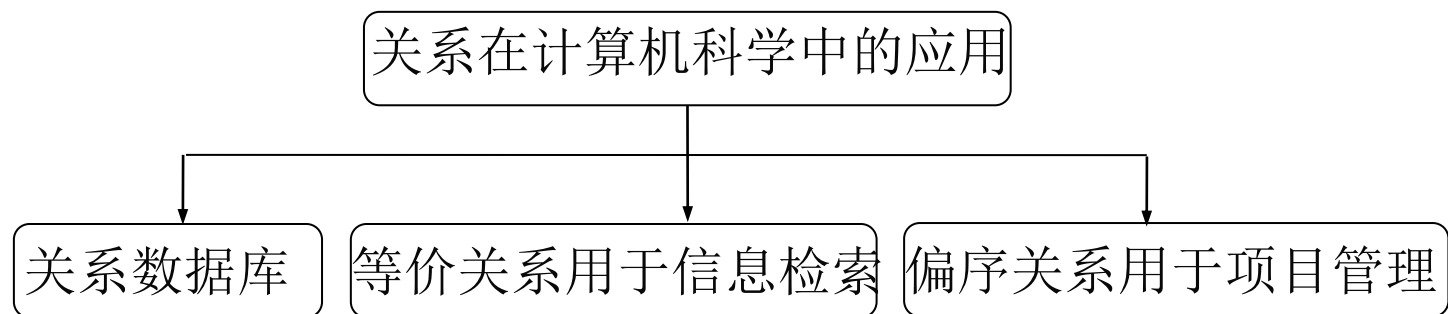 关系在计算机科学中的应用
关系数据库
等价关系用于信息检索
偏序关系用于项目管理